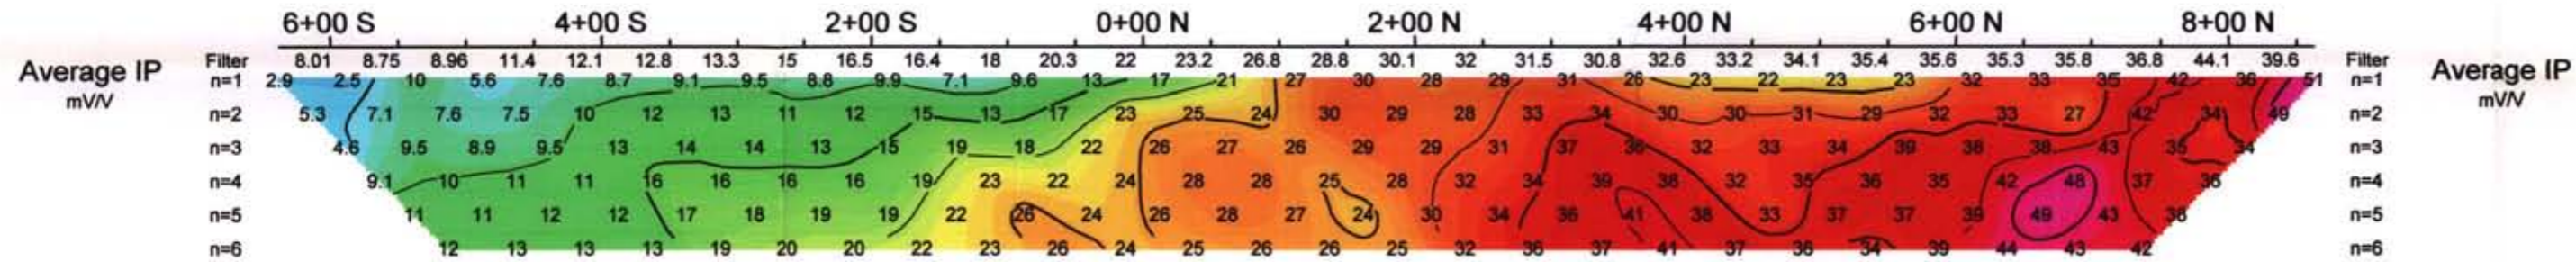 6+00 S 4+00 S 2+00 S 0+00 N 2+00 N 4+00 N 6+00 N 8+00 N
Average IP
mV/V
Filter 8.01 8.75 8.96 11.4 12.1 12.8 13.3 15 16.5 16.4 18 20.3 22 23.2 26.8 28.8 30.1 32 31.5 30.8 32.6 33.2 34.1 35.4 35.6 35.3 35.8 36.8 44.1 39.6 Filter
n=1 2.9 2.5 10 5.6 7.6 8.7 9.1 9.5 8.8 9.9 7.1 9.6 13 17 21 27 30 28 29 31 26 23 22 23 23 32 33 35 42 36 51 n=1
n=2 5.3 7.1 7.6 7.5 10 12 13 11 12 15 13 17 23 25 24 30 29 28 33 34 30 30 31 29 32 33 27 42 34 49 n=2
n=3 4.6 9.5 8.9 9.5 13 14 14 13 15 19 18 22 26 27 26 29 29 31 37 36 32 33 34 39 38 38 43 35 34 n=3
n=4 9.1 10 11 11 16 16 16 16 19 23 22 24 28 28 25 28 32 34 39 38 32 35 36 35 42 48 37 36 n=4
n=5 11 11 12 12 17 18 19 19 22 26 24 26 28 27 24 30 34 36 41 38 33 37 37 39 49 43 38 n=5
n=6 12 13 13 13 19 20 20 22 23 26 24 25 26 26 25 32 36 37 41 37 36 34 39 44 43 42 n=6
Average IP
mV/V